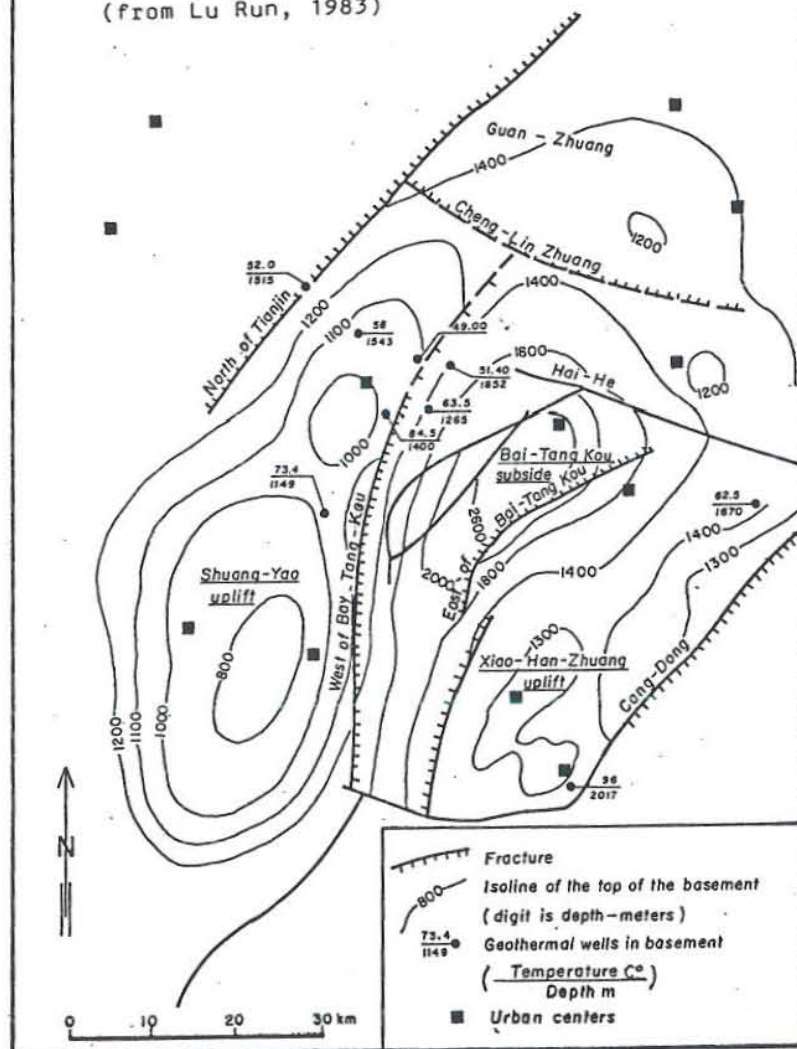 (from Lu Run, 1983)
Guan - Zhuang
1400
Cheng-Lin Zhuang
1200
52.0
1515
North of Tianjin
1200
1100
1400
58
1543
49.00
1600
51.40
1852
Hai-He
1200
63.5
1265
84.5
1400
1000
73.4
1149
Bai-Tang Kou
subside
Bai-Tang Kou
East of
2600
2000
1800
62.5
1670
1400
1300
1400
West of Bay-Tang-Kou
Shuang-Yao
uplift
800
1300
Xiao-Han-Zhuang
uplift
Cang-Dong
1200
1100
1000
96
2017
N
0 10 20 30 km
Fracture
800
Isoline of the top of the basement
(digit is depth-meters)
73.4
1149
Geothermal wells in basement
( Temperature C° )
Depth m
Urban centers